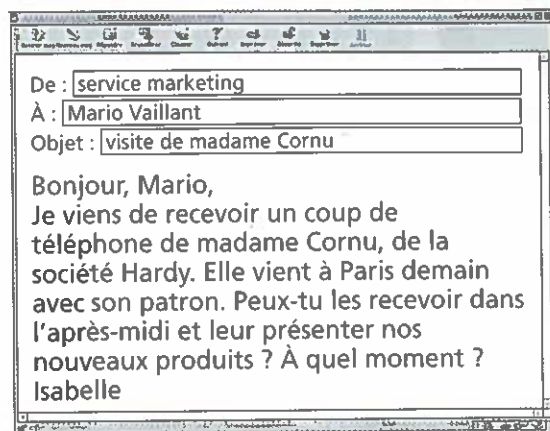 De : service marketing
À : Mario Vaillant
Objet : visite de madame Cornu
Bonjour, Mario,
Je viens de recevoir un coup de
téléphone de madame Cornu, de la
société Hardy. Elle vient à Paris demain
avec son patron. Peux-tu les recevoir dans
l'après-midi et leur présenter nos
nouveaux produits ? À quel moment ?
Isabelle